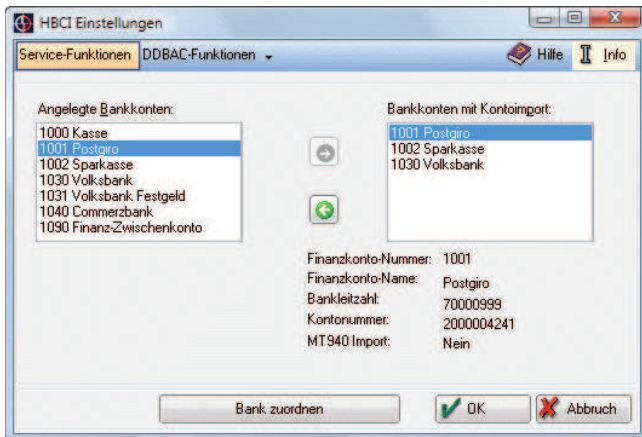 HBCI Einstellungen
Service-Funktionen DDBAC-Funktionen Hilfe Info
Angelegte Bankkonten:
1000 Kasse
1001 Postgiro
1002 Sparkasse
1030 Volksbank
1031 Volksbank Festgeld
1040 Commerzbank
1090 Finanz-Zwischenkonto
Bankkonten mit Kontoimport:
1001 Postgiro
1002 Sparkasse
1030 Volksbank
Finanzkonto-Nummer: 1001
Finanzkonto-Name: Postgiro
Bankleitzahl: 70000999
Kontonummer: 2000004241
MT940 Import: Nein
Bank zuordnen OK Abbruch